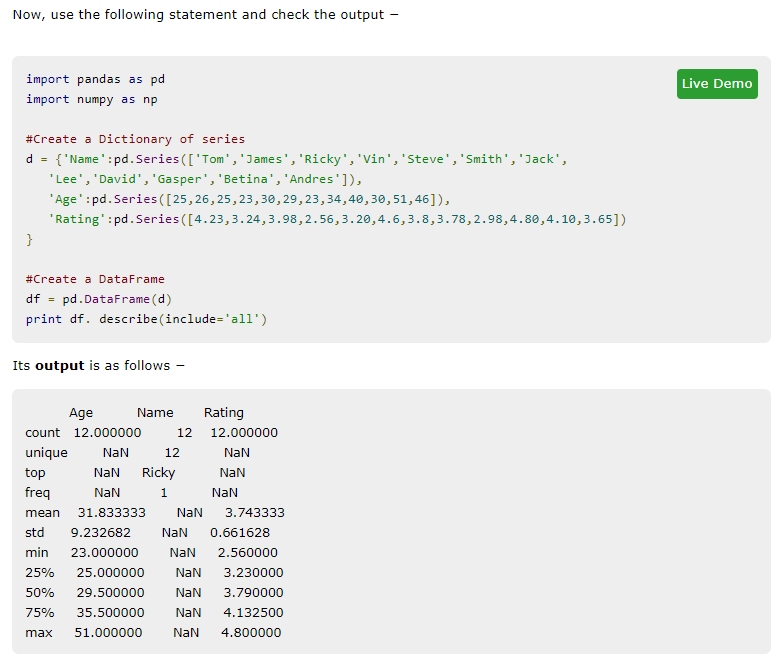 Now, use the following statement and check the output −
Live Demo
import pandas as pd
import numpy as np
#Create a Dictionary of series
d = {'Name':pd.Series(['Tom','James','Ricky','Vin','Steve','Smith','Jack',
'Lee','David','Gasper','Betina','Andres']),
'Age':pd.Series([25,26,25,23,30,29,23,34,40,30,51,46]),
'Rating':pd.Series([4.23,3.24,3.98,2.56,3.20,4.6,3.8,3.78,2.98,4.80,4.10,3.65])
}
#Create a DataFrame
df = pd.DataFrame(d)
print df. describe(include='all')
Its output is as follows −
Age Name Rating
count 12.000000 12 12.000000
unique NaN 12 NaN
top NaN Ricky NaN
freq NaN 1 NaN
mean 31.833333 NaN 3.743333
std 9.232682 NaN 0.661628
min 23.000000 NaN 2.560000
25% 25.000000 NaN 3.230000
50% 29.500000 NaN 3.790000
75% 35.500000 NaN 4.132500
max 51.000000 NaN 4.800000